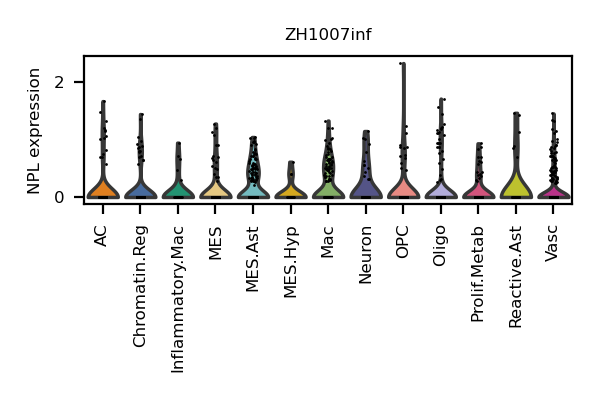 ZH1007inf
NPL expression
2
0
AC
Chromatin.Reg
Inflammatory.Mac
MES
MES.Ast
MES.Hyp
Mac
Neuron
OPC
Oligo
Prolif.Metab
Reactive.Ast
Vasc